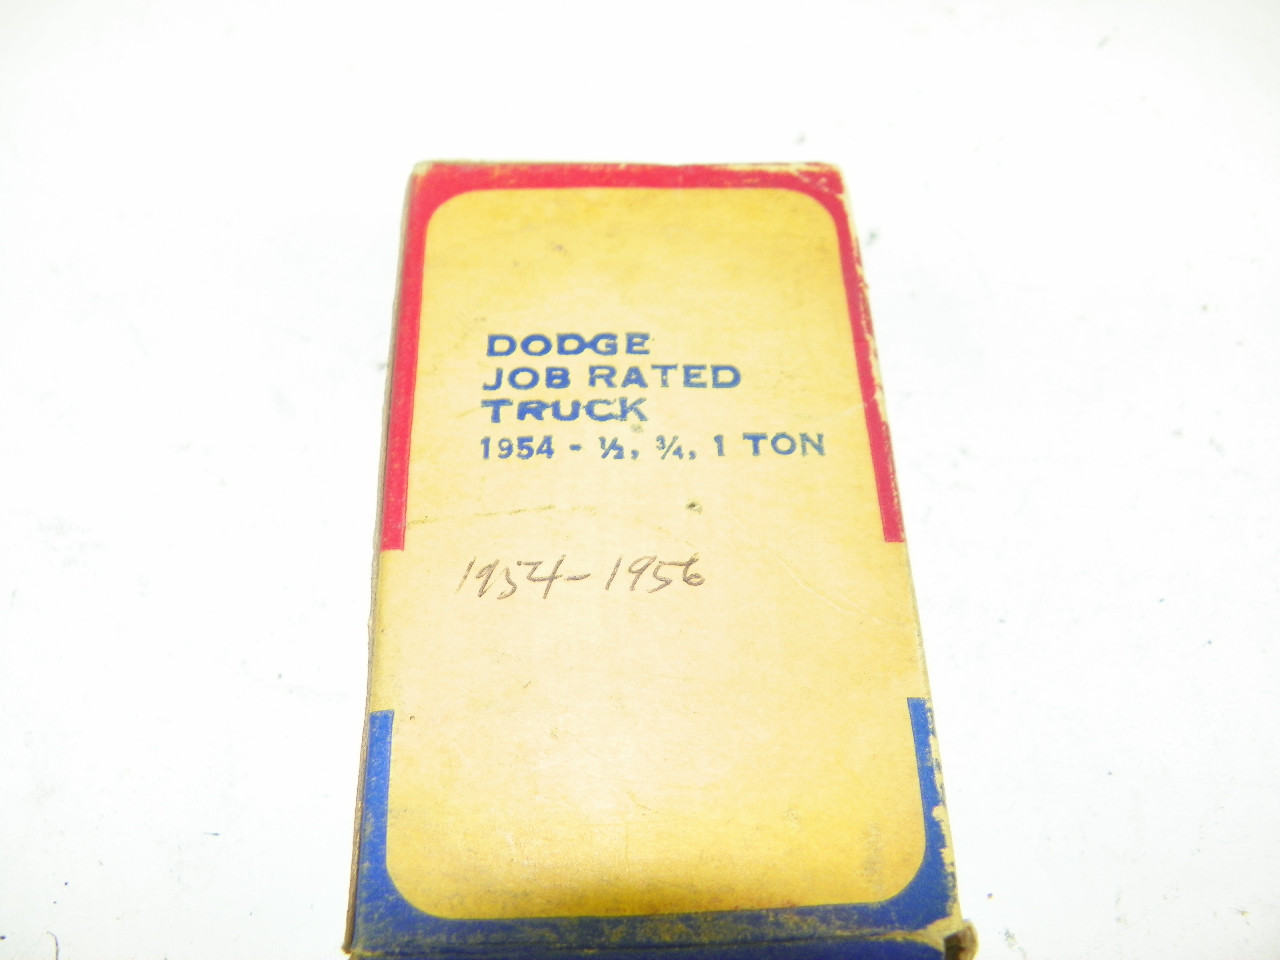 DODGE
JOB RATED
TRUCK
1954 - ½, ¾, 1 TON
1954-1956